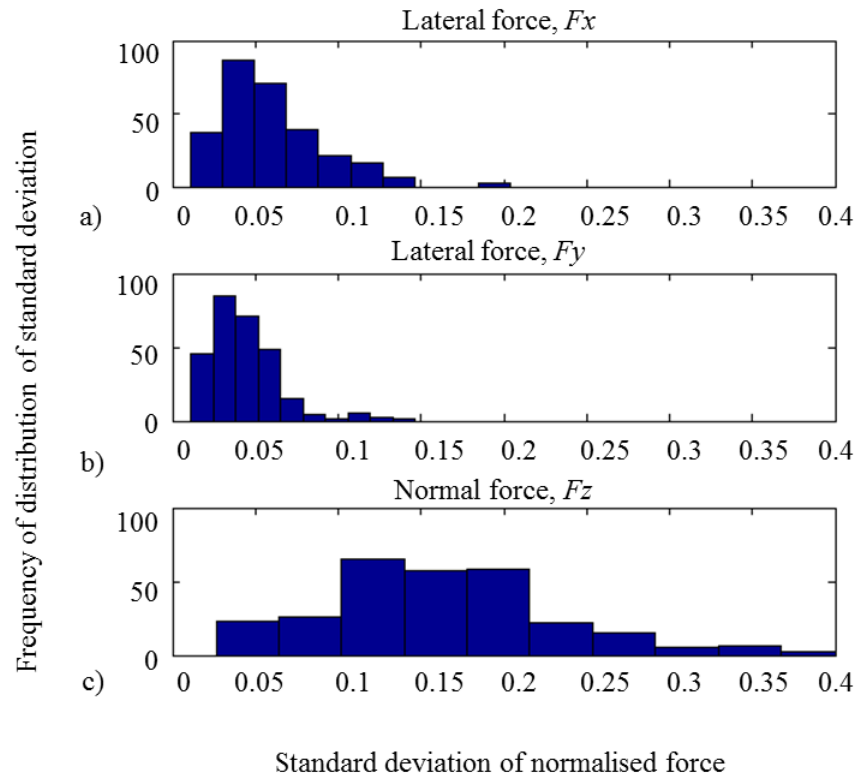 Lateral force, Fx
100
50
0
a)
0 0.05 0.1 0.15 0.2 0.25 0.3 0.35 0.4
Lateral force, Fy
100
50
0
b)
0 0.05 0.1 0.15 0.2 0.25 0.3 0.35 0.4
Normal force, Fz
100
50
0
c)
0 0.05 0.1 0.15 0.2 0.25 0.3 0.35 0.4
Frequency of distribution of standard deviation
Standard deviation of normalised force